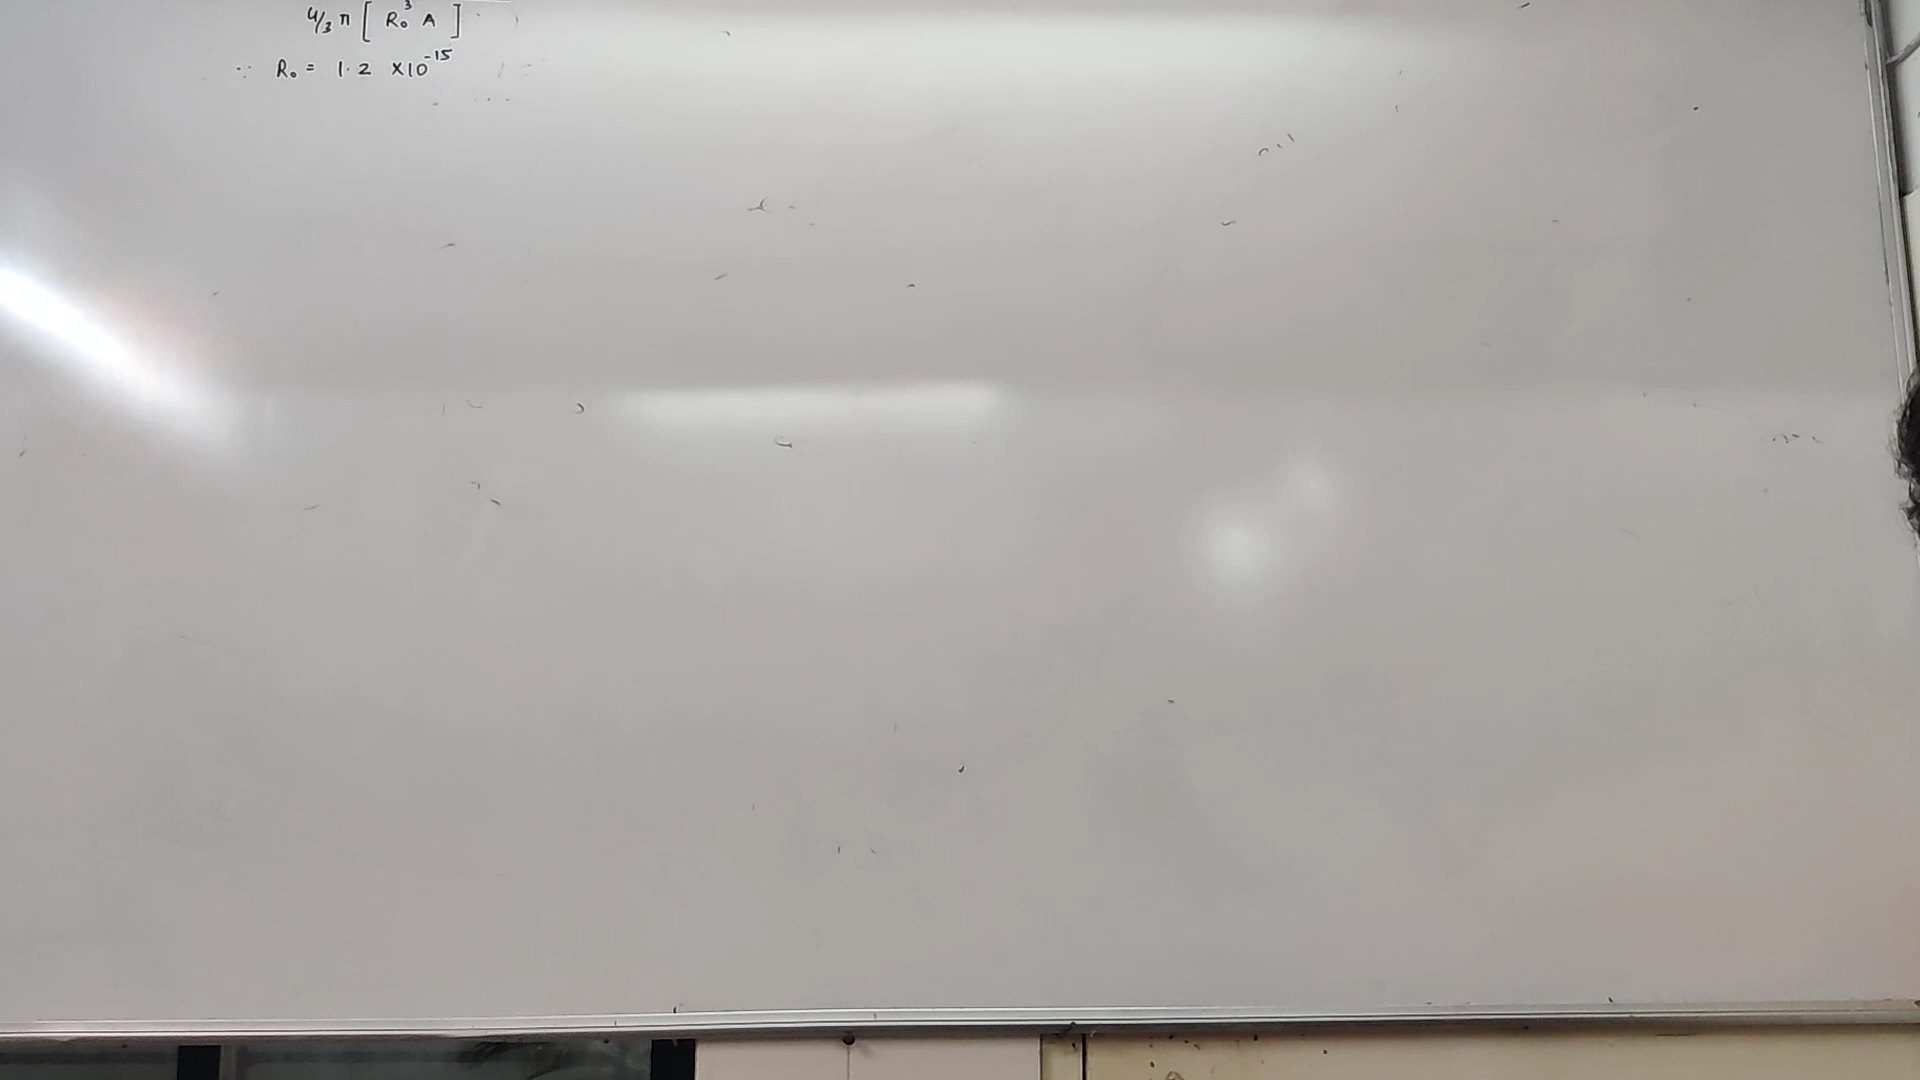 4/3 π [ R₀³ A ]
∵ R₀ = 1.2 ×10⁻¹⁵